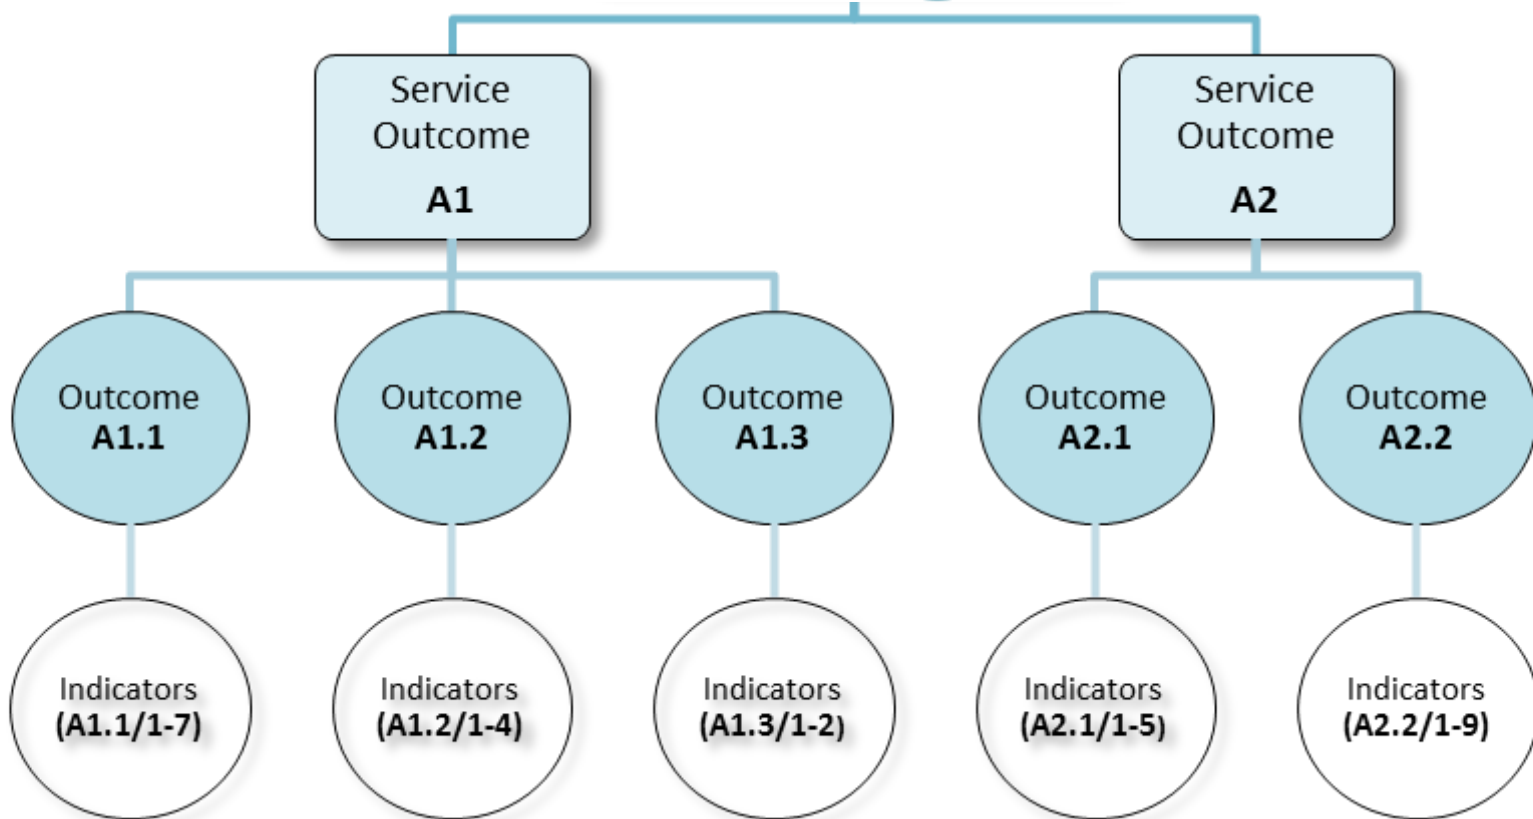 Service
Outcome
A1
Service
Outcome
A2
Outcome
A1.1
Outcome
A1.2
Outcome
A1.3
Outcome
A2.1
Outcome
A2.2
Indicators
(A1.1/1-7)
Indicators
(A1.2/1-4)
Indicators
(A1.3/1-2)
Indicators
(A2.1/1-5)
Indicators
(A2.2/1-9)